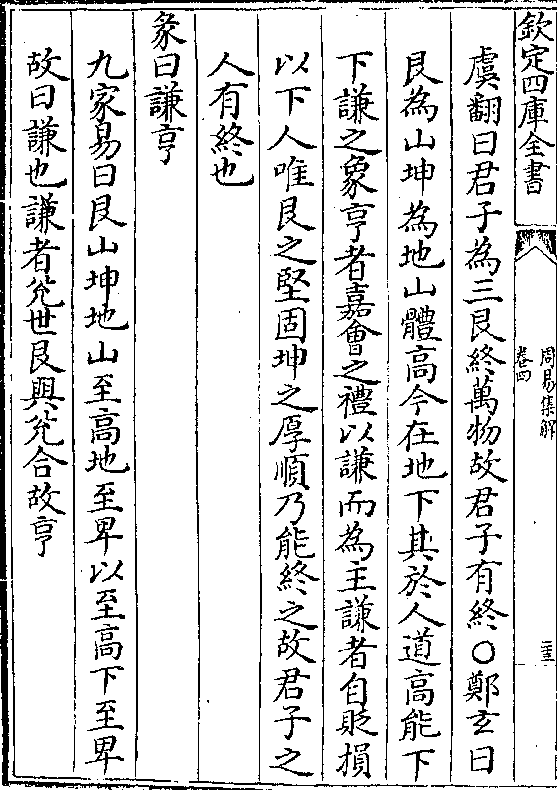 欽定四庫全書
周易集解
卷四
三五
虞翻曰君子為三艮終萬物故君子有終○鄭玄曰
艮為山坤為地山體高今在地下其於人道高能下
下謙之象亨者嘉會之禮以謙而為主謙者自貶損
以下人唯艮之堅固坤之厚順乃能終之故君子之
人有終也
彖曰謙亨
九家易曰艮山坤地山至高地至卑以至高下至卑
故曰謙也謙者兊世艮與兊合故亨